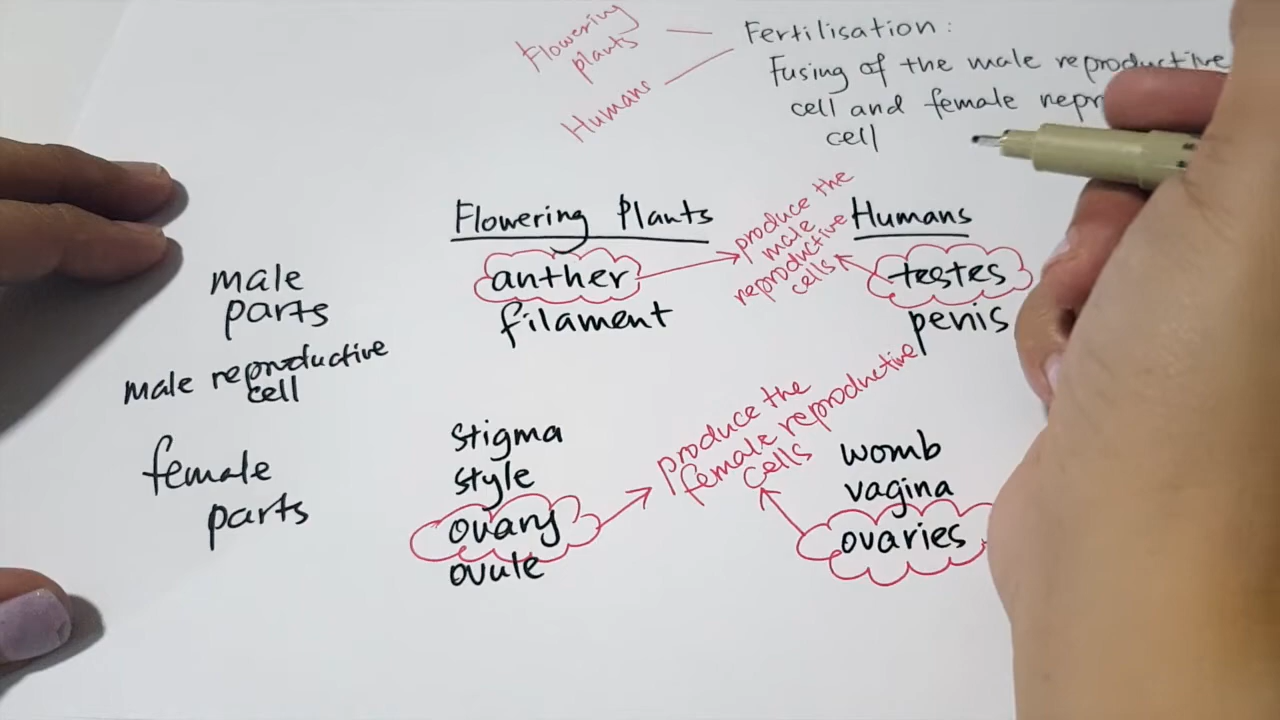 Flowering
plants
Humans
Fertilisation:
Fusing of the male reproductive
cell and female repr
cell
Flowering Plants
Humans
male
parts
anther
filament
produce the
male
reproductive
cells
testes
penis
male reproductive
cell
female
parts
stigma
style
ovary
ovule
produce the
female reproductive
cells
womb
vagina
ovaries